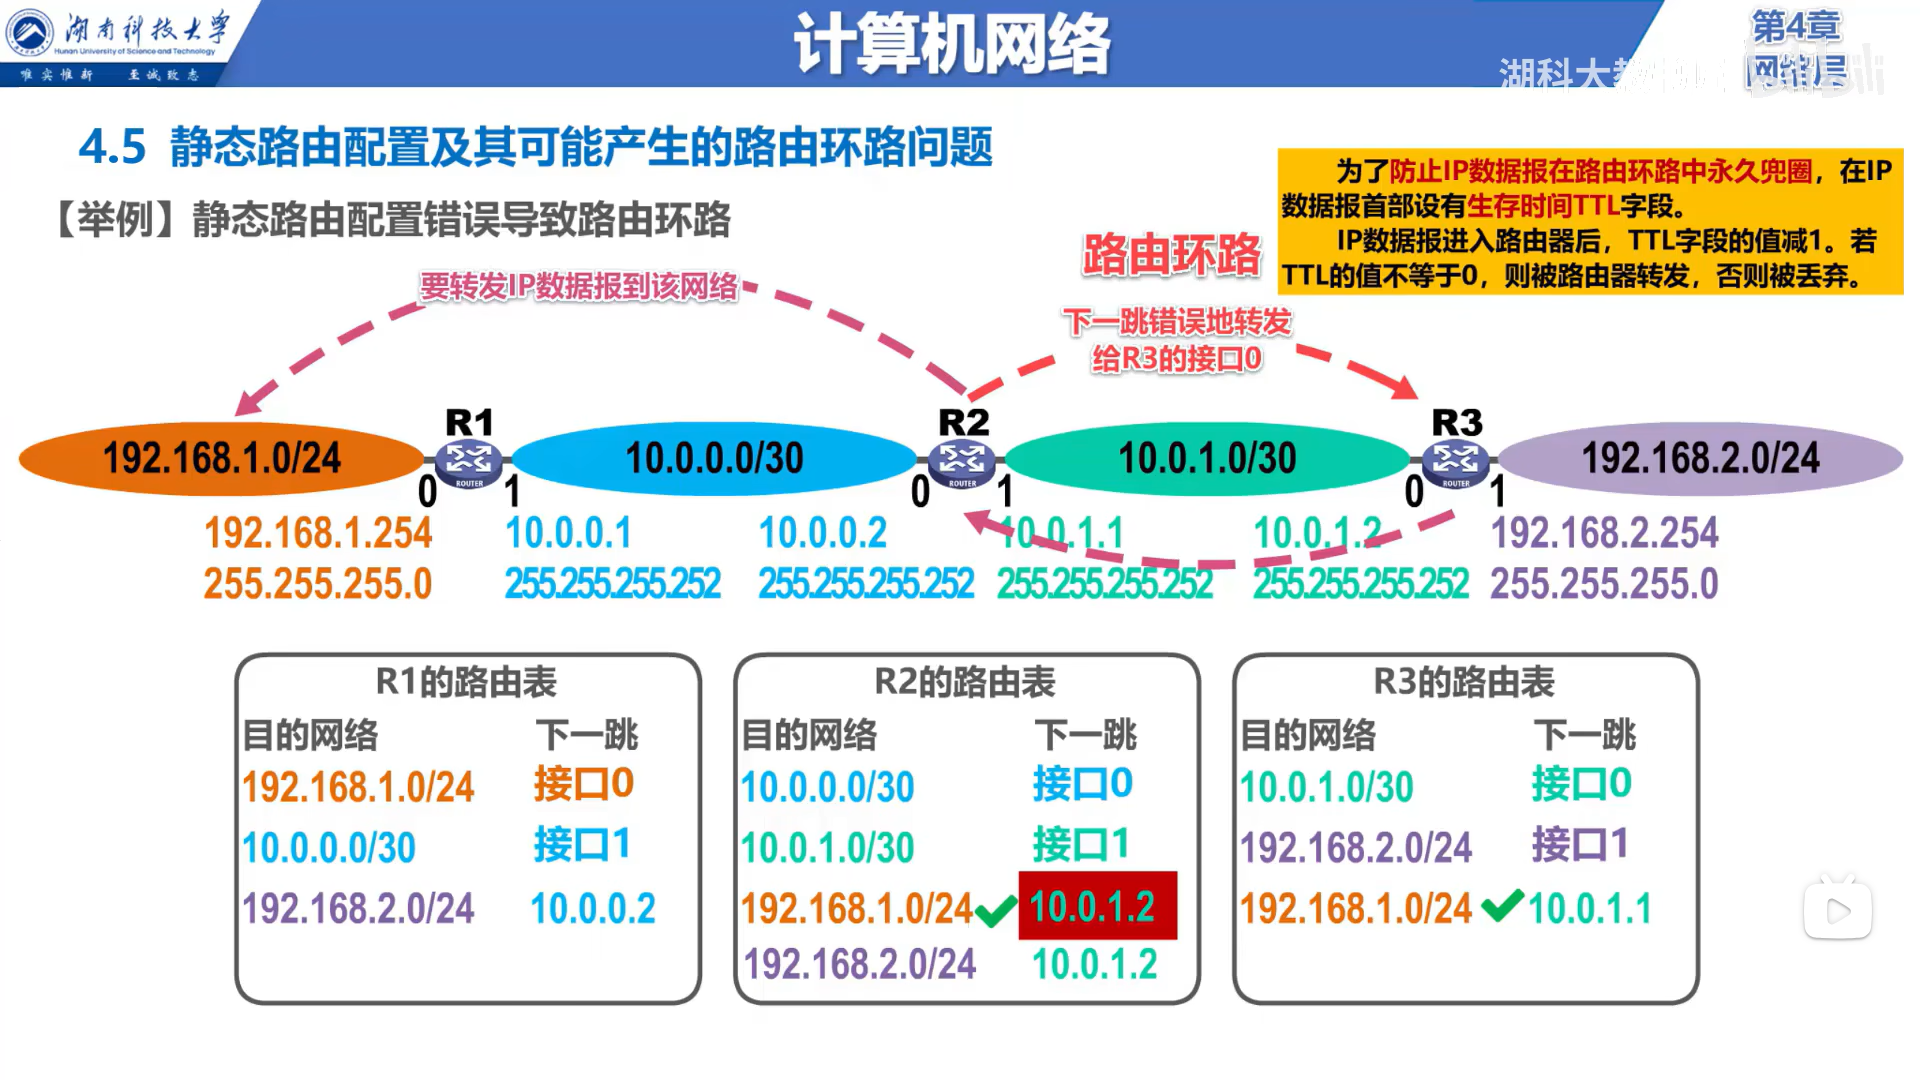 湖南科技大学
Hunan University of Science and Technology
唯实惟新 至诚致志
计算机网络
第4章
网络层
湖科大教
4.5 静态路由配置及其可能产生的路由环路问题
【举例】静态路由配置错误导致路由环路
为了防止IP数据报在路由环路中永久兜圈，在IP
数据报首部设有生存时间TTL字段。
IP数据报进入路由器后，TTL字段的值减1。若
TTL的值不等于0，则被路由器转发，否则被丢弃。
路由环路
要转发IP数据报到该网络
下一跳错误地转发
给R3的接口0
R1 R2 R3
192.168.1.0/24 ROUTER 10.0.0.0/30 ROUTER 10.0.1.0/30 ROUTER 192.168.2.0/24
0 1 0 1 0 1
192.168.1.254 10.0.0.1 10.0.0.2 10.0.1.1 10.0.1.2 192.168.2.254
255.255.255.0 255.255.255.252 255.255.255.252 255.255.255.252 255.255.255.252 255.255.255.0
R1的路由表
目的网络 下一跳
192.168.1.0/24 接口0
10.0.0.0/30 接口1
192.168.2.0/24 10.0.0.2
R2的路由表
目的网络 下一跳
10.0.0.0/30 接口0
10.0.1.0/30 接口1
192.168.1.0/24 10.0.1.2
192.168.2.0/24 10.0.1.2
R3的路由表
目的网络 下一跳
10.0.1.0/30 接口0
192.168.2.0/24 接口1
192.168.1.0/24 10.0.1.1